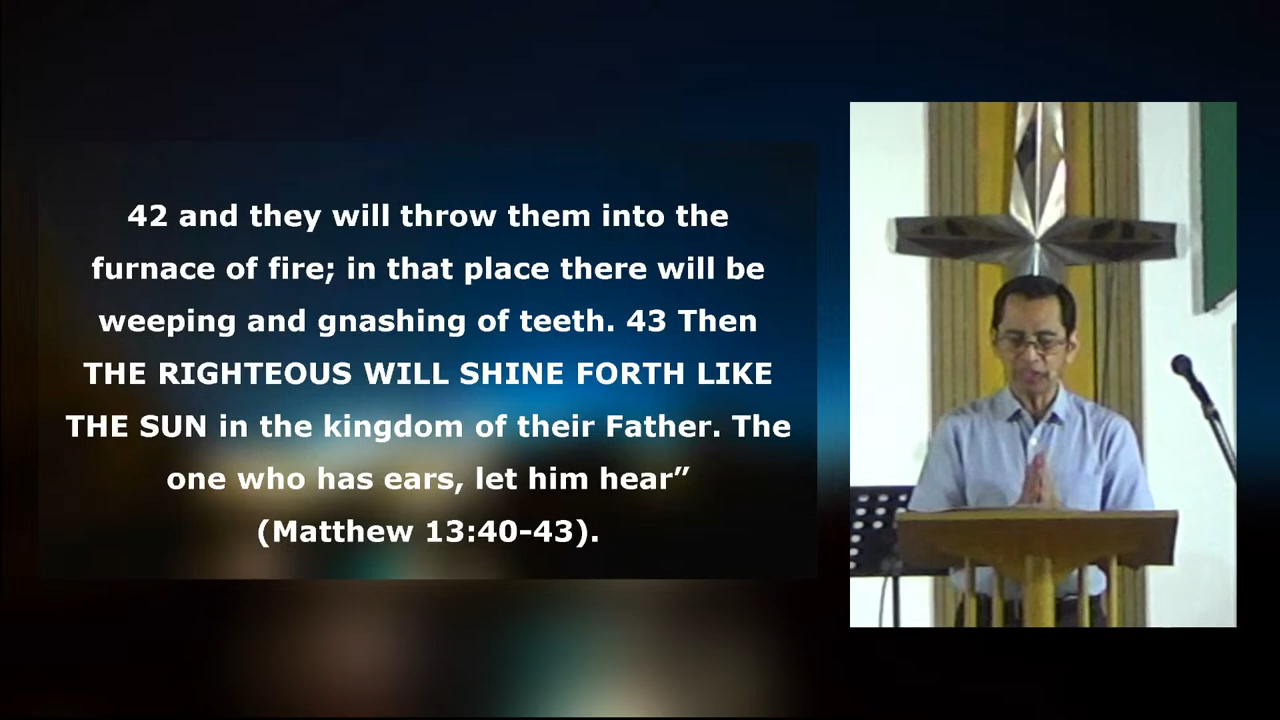 42 and they will throw them into the
furnace of fire; in that place there will be
weeping and gnashing of teeth. 43 Then
THE RIGHTEOUS WILL SHINE FORTH LIKE
THE SUN in the kingdom of their Father. The
one who has ears, let him hear”
(Matthew 13:40-43).